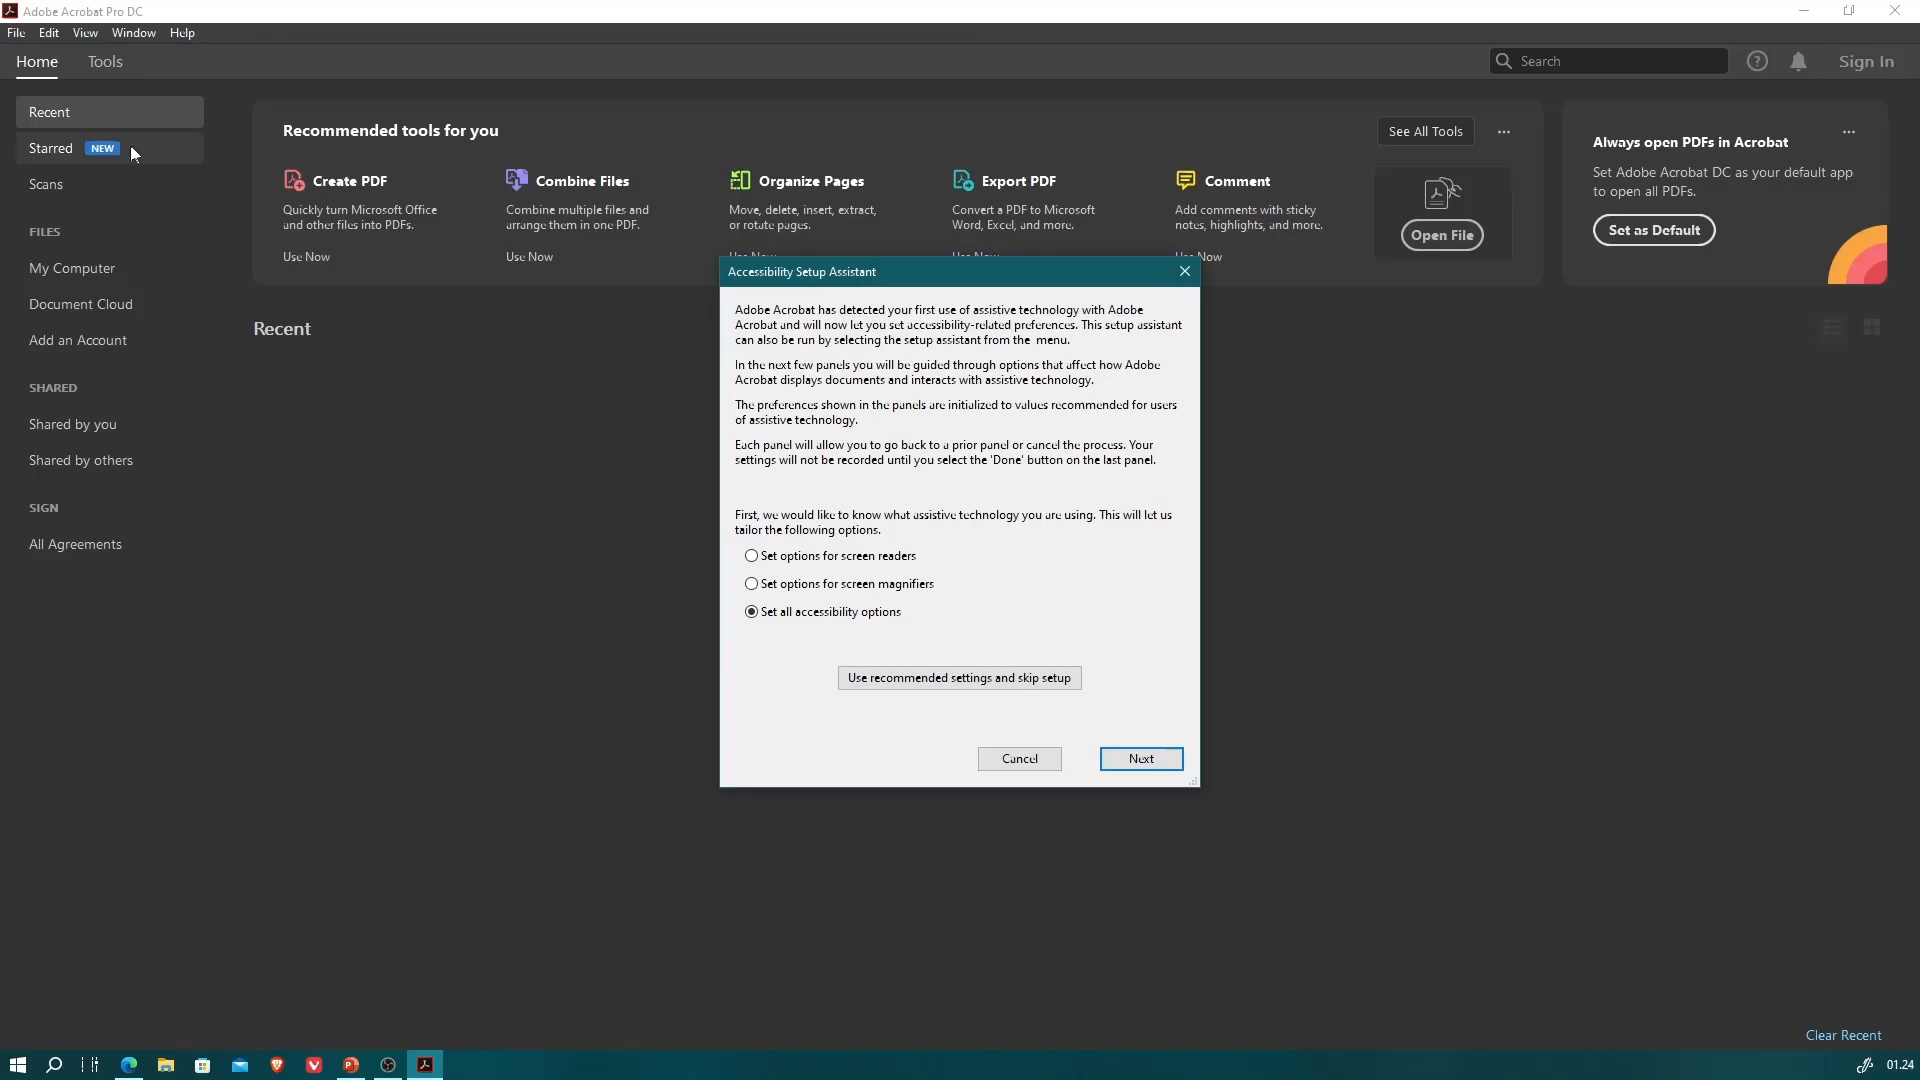 Adobe Acrobat Pro DC
File Edit View Window Help
Home Tools
Search
Sign In
Recent
Starred NEW
Scans
FILES
My Computer
Document Cloud
Add an Account
SHARED
Shared by you
Shared by others
SIGN
All Agreements
Recommended tools for you
See All Tools
Create PDF
Quickly turn Microsoft Office
and other files into PDFs.
Use Now
Combine Files
Combine multiple files and
arrange them in one PDF.
Use Now
Organize Pages
Move, delete, insert, extract,
or rotate pages.
Export PDF
Convert a PDF to Microsoft
Word, Excel, and more.
Comment
Add comments with sticky
notes, highlights, and more.
Now
Open File
Always open PDFs in Acrobat
Set Adobe Acrobat DC as your default app
to open all PDFs.
Set as Default
Recent
Accessibility Setup Assistant
Adobe Acrobat has detected your first use of assistive technology with Adobe
Acrobat and will now let you set accessibility-related preferences. This setup assistant
can also be run by selecting the setup assistant from the menu.
In the next few panels you will be guided through options that affect how Adobe
Acrobat displays documents and interacts with assistive technology.
The preferences shown in the panels are initialized to values recommended for users
of assistive technology.
Each panel will allow you to go back to a prior panel or cancel the process. Your
settings will not be recorded until you select the 'Done' button on the last panel.
First, we would like to know what assistive technology you are using. This will let us
tailor the following options.
Set options for screen readers
Set options for screen magnifiers
Set all accessibility options
Use recommended settings and skip setup
Cancel Next
Clear Recent
01.24